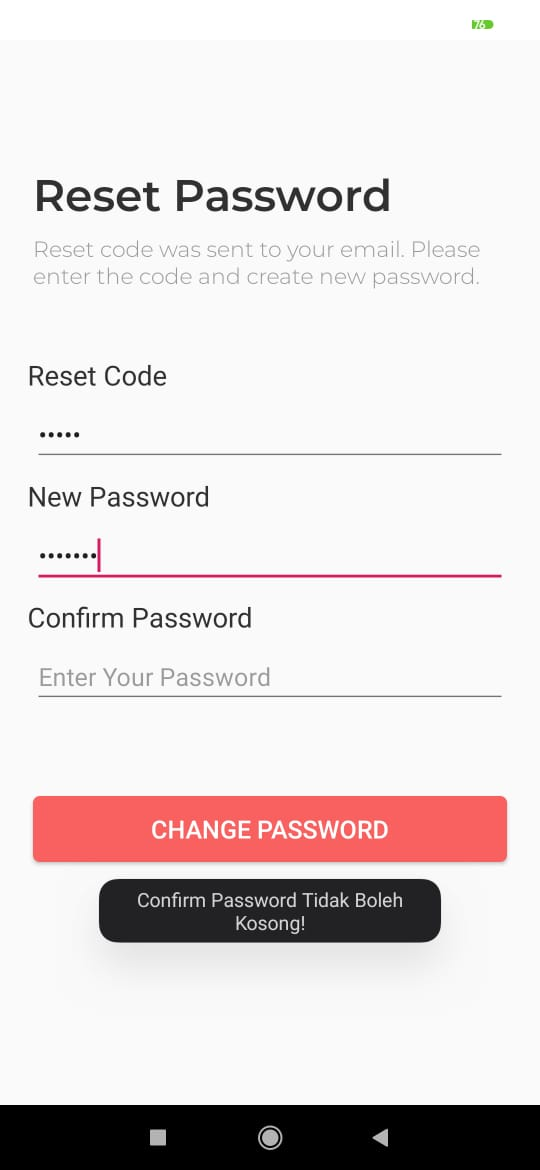 76
Reset Password
Reset code was sent to your email. Please
enter the code and create new password.
Reset Code
•••••
New Password
•••••••
Confirm Password
Enter Your Password
CHANGE PASSWORD
Confirm Password Tidak Boleh
Kosong!